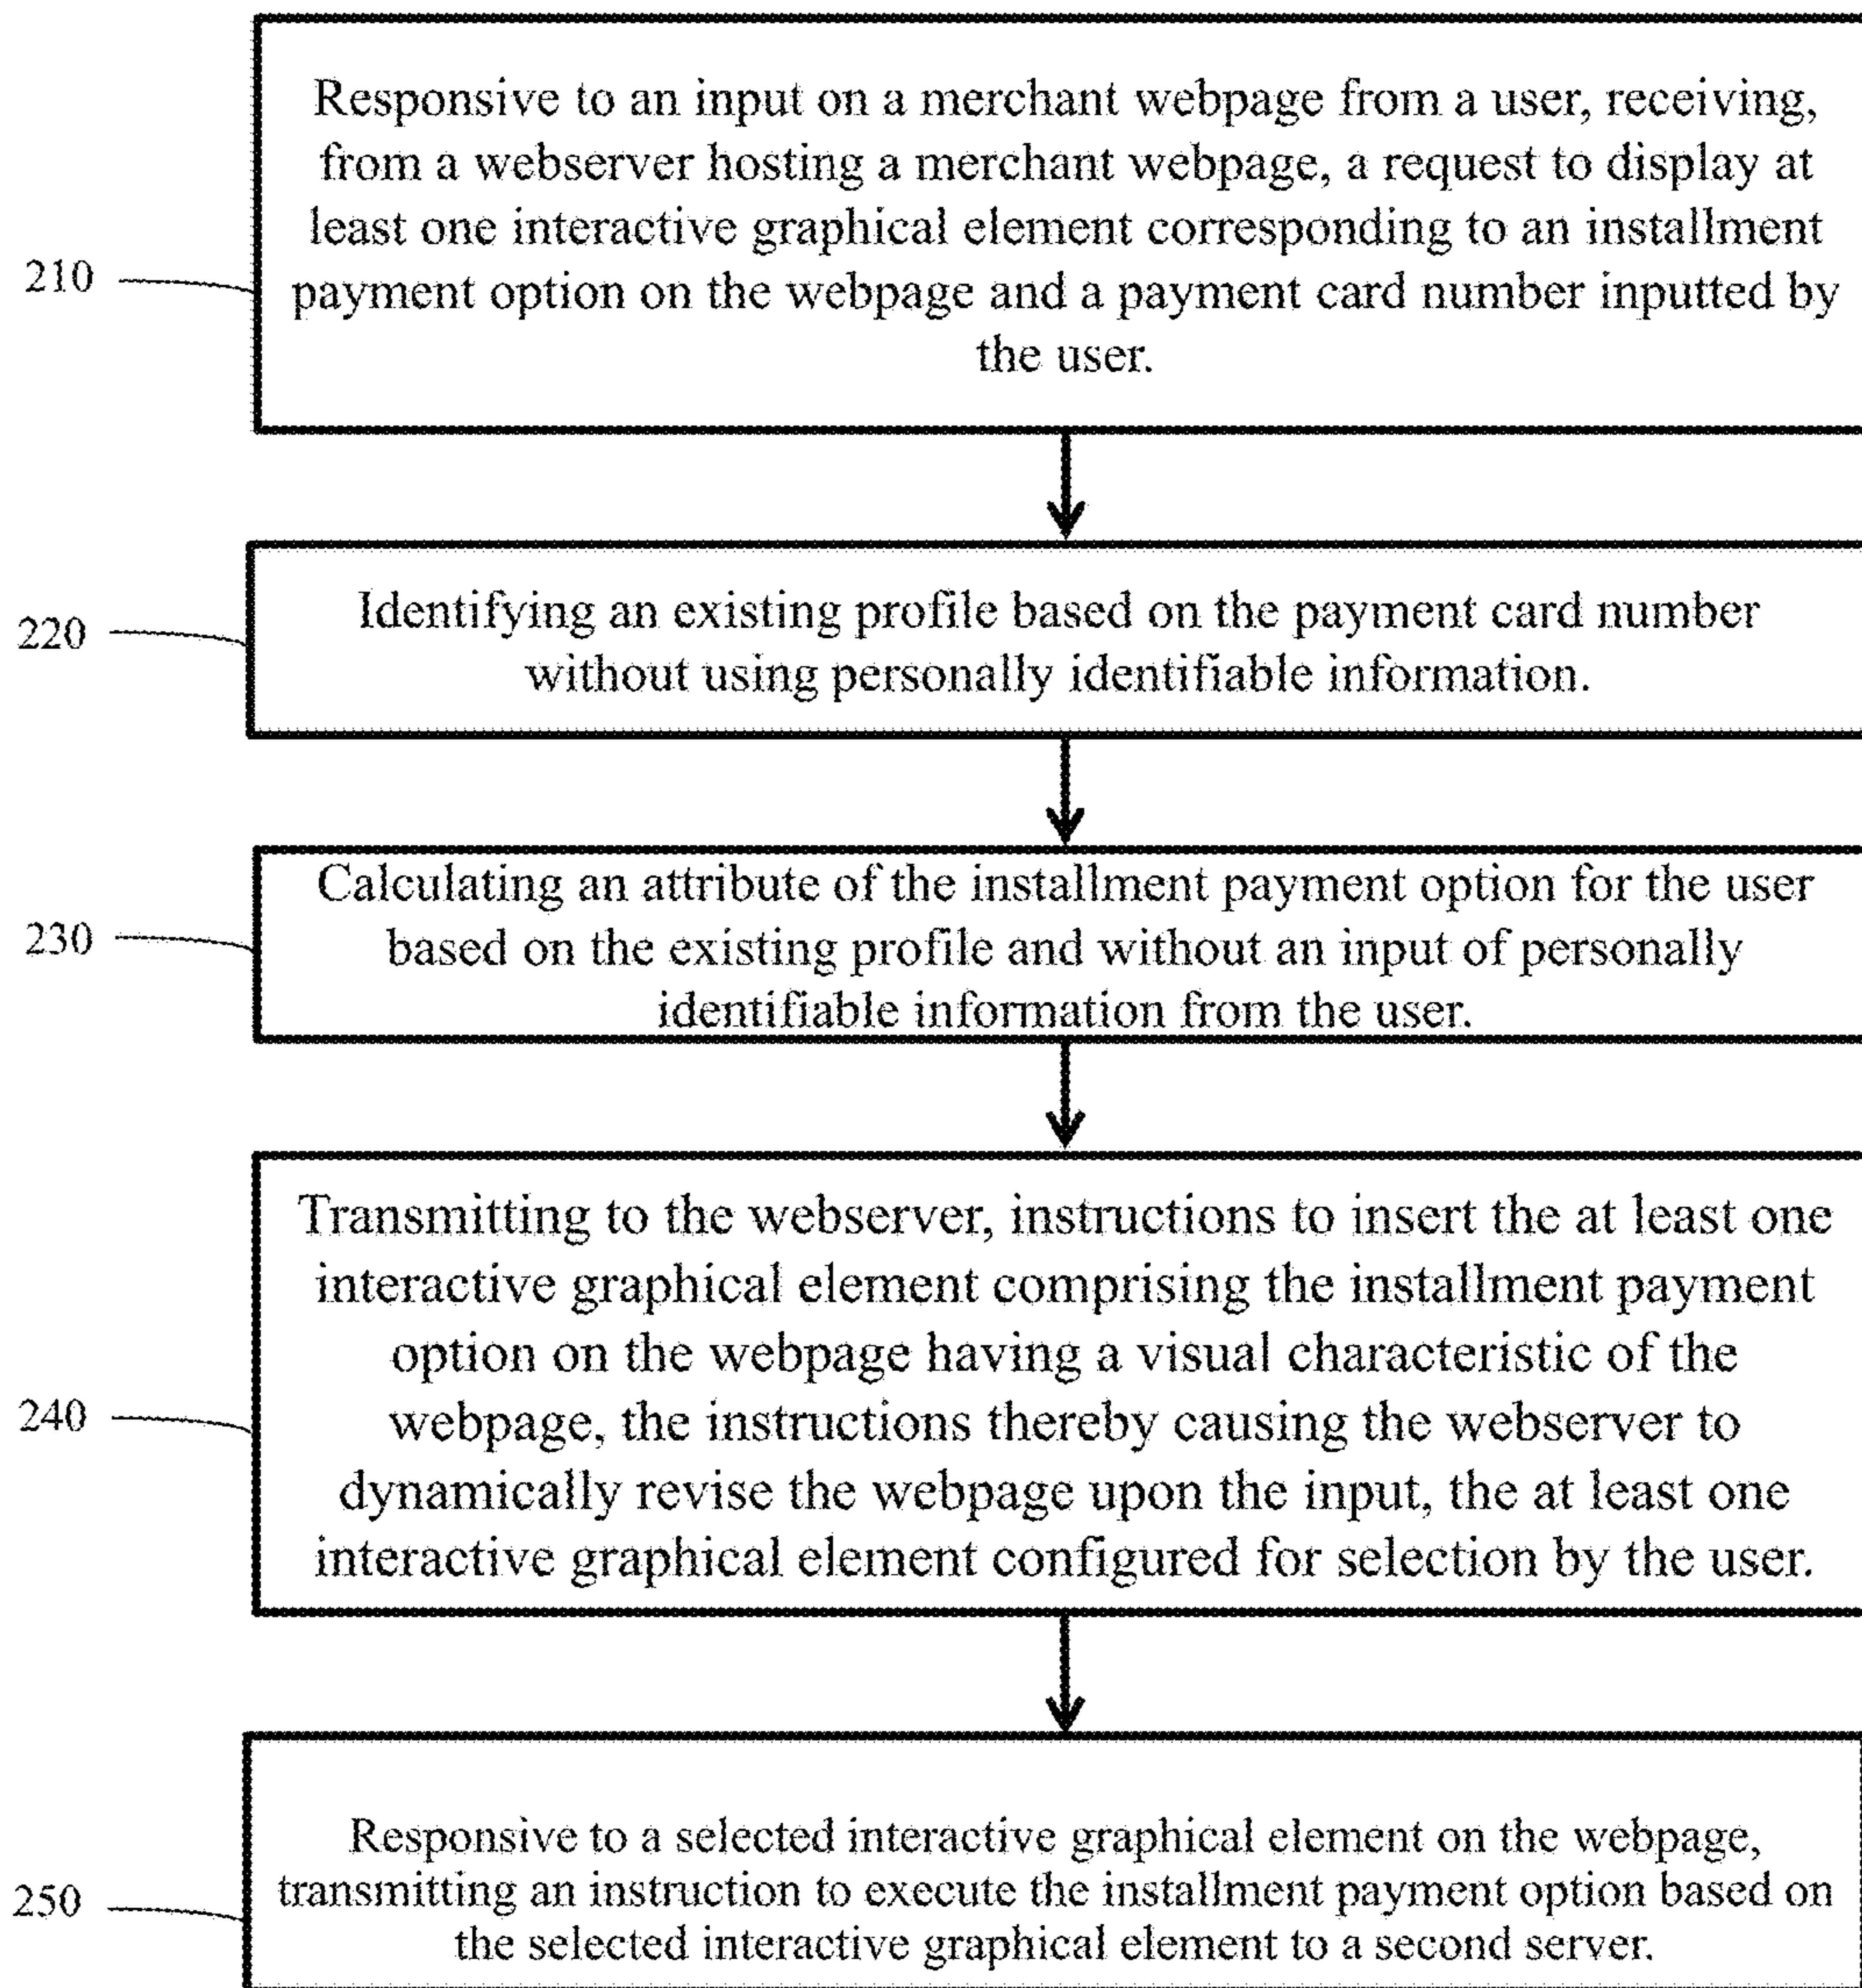 Responsive to an input on a merchant webpage from a user, receiving,
from a webserver hosting a merchant webpage, a request to display at
least one interactive graphical element corresponding to an installment
payment option on the webpage and a payment card number inputted by
the user.
210
Identifying an existing profile based on the payment card number
without using personally identifiable information.
220
Calculating an attribute of the installment payment option for the user
based on the existing profile and without an input of personally
identifiable information from the user.
230
Transmitting to the webserver, instructions to insert the at least one
interactive graphical element comprising the installment payment
option on the webpage having a visual characteristic of the
webpage, the instructions thereby causing the webserver to
dynamically revise the webpage upon the input, the at least one
interactive graphical element configured for selection by the user.
240
Responsive to a selected interactive graphical element on the webpage,
transmitting an instruction to execute the installment payment option based on
the selected interactive graphical element to a second server.
250